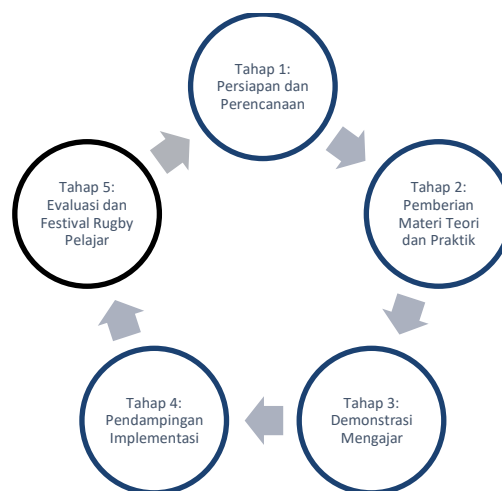 Tahap 1:
Persiapan dan
Perencanaan
Tahap 2:
Pemberian
Materi Teori
dan Praktik
Tahap 3:
Demonstrasi
Mengajar
Tahap 4:
Pendampingan
Implementasi
Tahap 5:
Evaluasi dan
Festival Rugby
Pelajar